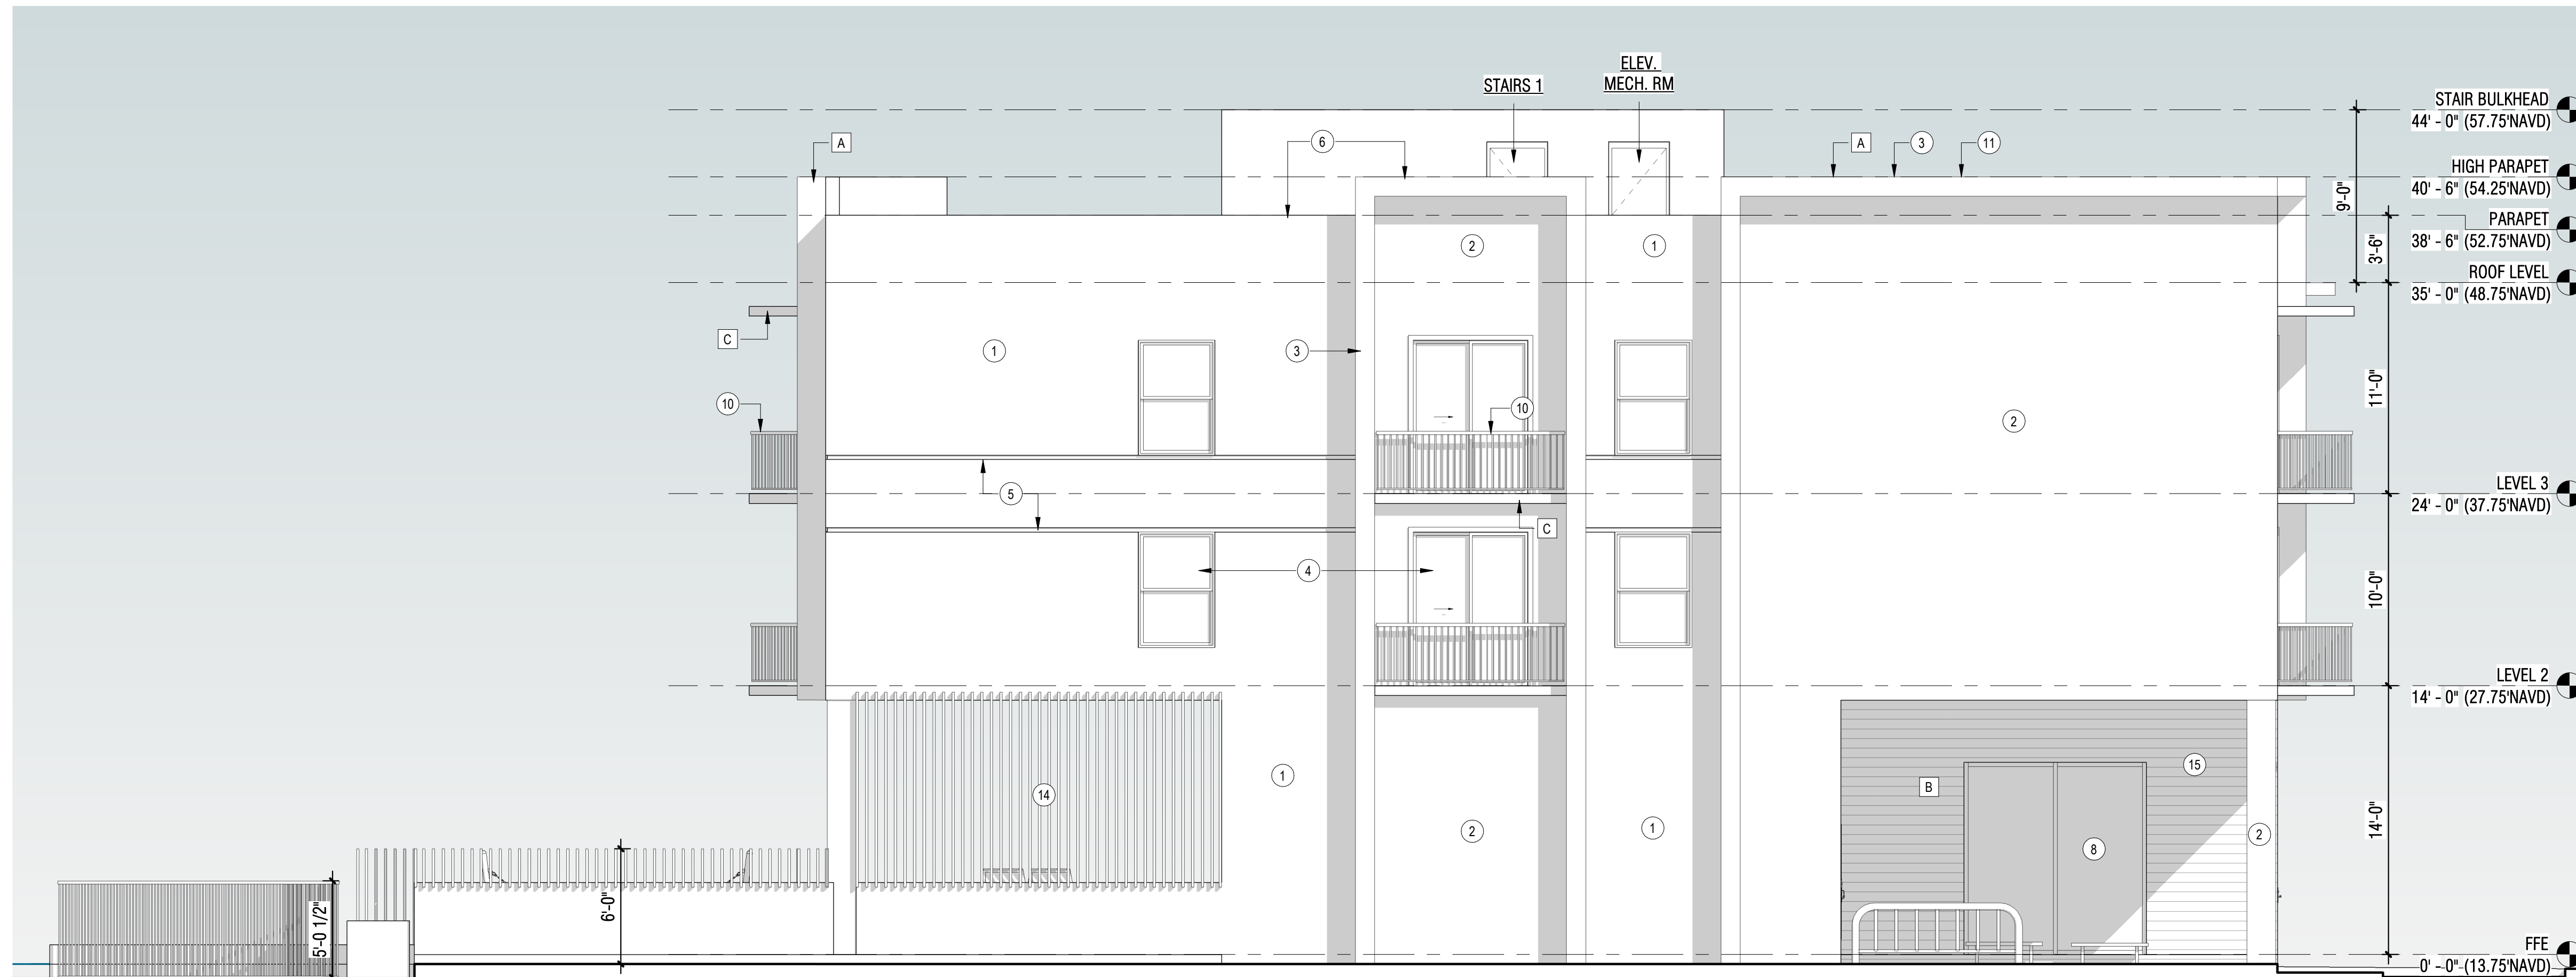 ELEV.
MECH. RM
STAIRS 1
STAIR BULKHEAD
44' - 0" (57.75'NAVD)
A
6
A
3
11
HIGH PARAPET
40' - 6" (54.25'NAVD)
9'-0"
PARAPET
38' - 6" (52.75'NAVD)
2
1
3'-6"
ROOF LEVEL
35' - 0" (48.75'NAVD)
C
1
3
11'-0"
10
10
2
5
LEVEL 3
24' - 0" (37.75'NAVD)
C
4
10'-0"
LEVEL 2
14' - 0" (27.75'NAVD)
15
1
B
14
14'-0"
2
1
2
8
6'-0"
5'-0 1/2"
FFE
0' - 0" (13.75'NAVD)